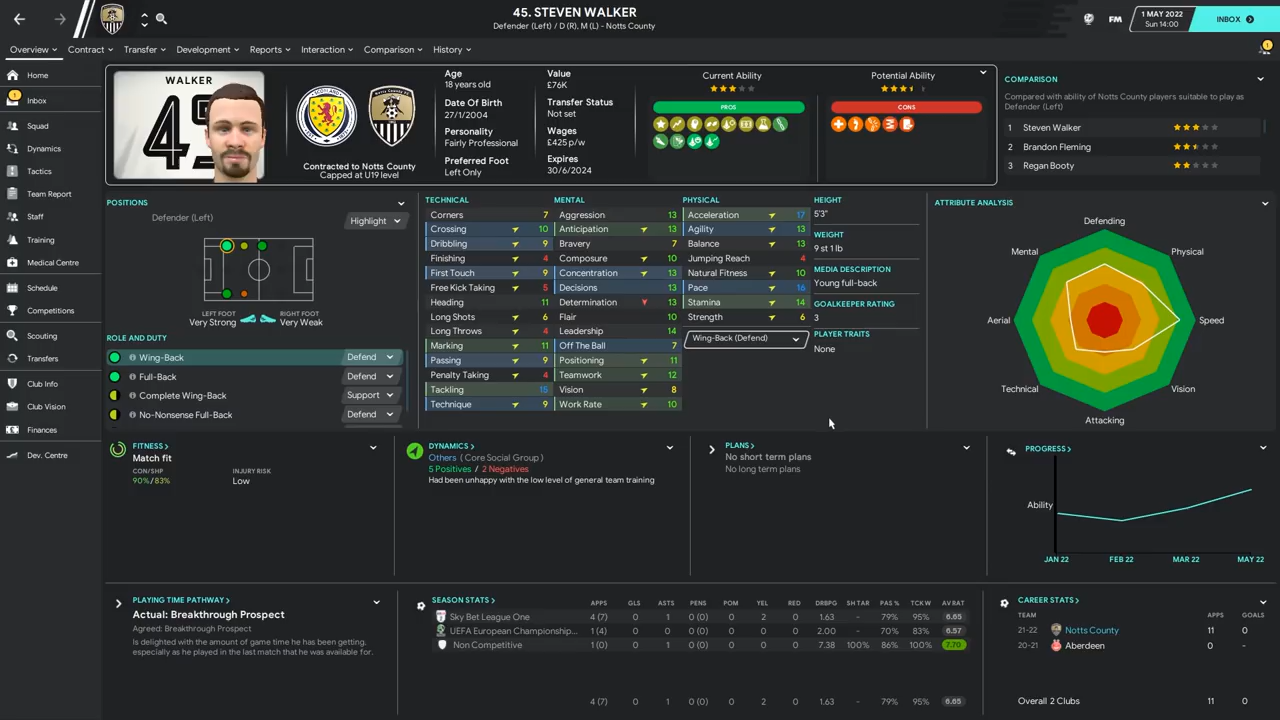 45. STEVEN WALKER
Defender (Left) / D (R), M (L) - Notts County
FM
1 MAY 2022
SUN 14:00
INBOX
Overview Contract Transfer Development Reports Interaction Comparison History
Home
Inbox
Squad
Dynamics
Tactics
Team Report
Staff
Training
Medical Centre
Schedule
Competitions
Scouting
Transfers
Club Info
Club Vision
Finances
Dev. Centre
WALKER
Contracted to Notts County
Capped at U19 level
Age
18 years old
Date Of Birth
27/1/2004
Personality
Fairly Professional
Preferred Foot
Left Only
Value
£76K
Transfer Status
Not set
Wages
£425 p/w
Expires
30/6/2024
Current Ability
PROS
Potential Ability
CONS
COMPARISON
Compared with ability of Notts County players suitable to play as
Defender (Left)
1 Steven Walker
2 Brandon Fleming
3 Regan Booty
POSITIONS
Defender (Left)
Highlight
LEFT FOOT
Very Strong
RIGHT FOOT
Very Weak
ROLE AND DUTY
Wing-Back Defend
Full-Back Defend
Complete Wing-Back Support
No-Nonsense Full-Back Defend
TECHNICAL
Corners 7
Crossing 10
Dribbling 9
Finishing 4
First Touch 9
Free Kick Taking 5
Heading 11
Long Shots 6
Long Throws 4
Marking 11
Passing 9
Penalty Taking 4
Tackling 15
Technique 9
MENTAL
Aggression 13
Anticipation 13
Bravery 7
Composure 10
Concentration 13
Decisions 13
Determination 13
Flair 10
Leadership 14
Off The Ball 7
Positioning 11
Teamwork 12
Vision 8
Work Rate 10
PHYSICAL
Acceleration 17
Agility 13
Balance 13
Jumping Reach 4
Natural Fitness 10
Pace 16
Stamina 14
Strength 6
Wing-Back (Defend)
HEIGHT
5'3"
WEIGHT
9 st 1 lb
MEDIA DESCRIPTION
Young full-back
GOALKEEPER RATING
3
PLAYER TRAITS
None
ATTRIBUTE ANALYSIS
Defending
Mental Physical
Aerial Speed
Technical Vision
Attacking
FITNESS
Match fit
CON/SHP
90%/83%
INJURY RISK
Low
DYNAMICS
Others ( Core Social Group )
5 Positives / 2 Negatives
Had been unhappy with the low level of general team training
PLANS
No short term plans
No long term plans
PROGRESS
Ability
JAN 22 FEB 22 MAR 22 MAY 22
PLAYING TIME PATHWAY
Actual: Breakthrough Prospect
Agreed: Breakthrough Prospect
Is delighted with the amount of game time he has been getting,
especially as he played in the last match that he was available for.
SEASON STATS APPS GLS ASTS PENS POM YEL RED DRBPG SH TAR PAS % TCK W AV RAT
Sky Bet League One 4 (7) 0 1 0 (0) 0 2 0 1.63 - 79% 95% 6.65
UEFA European Championship... 1 (4) 0 0 0 (0) 0 0 0 2.00 - 70% 83% 6.57
Non Competitive 1 (0) 0 1 0 (0) 0 0 0 7.38 100% 86% 100% 7.70
4 (7) 0 1 0 (0) 0 2 0 1.63 - 79% 95% 6.65
CAREER STATS
TEAM APPS GOALS
21-22 Notts County 11 0
20-21 Aberdeen 0 -
Overall 2 Clubs 11 0